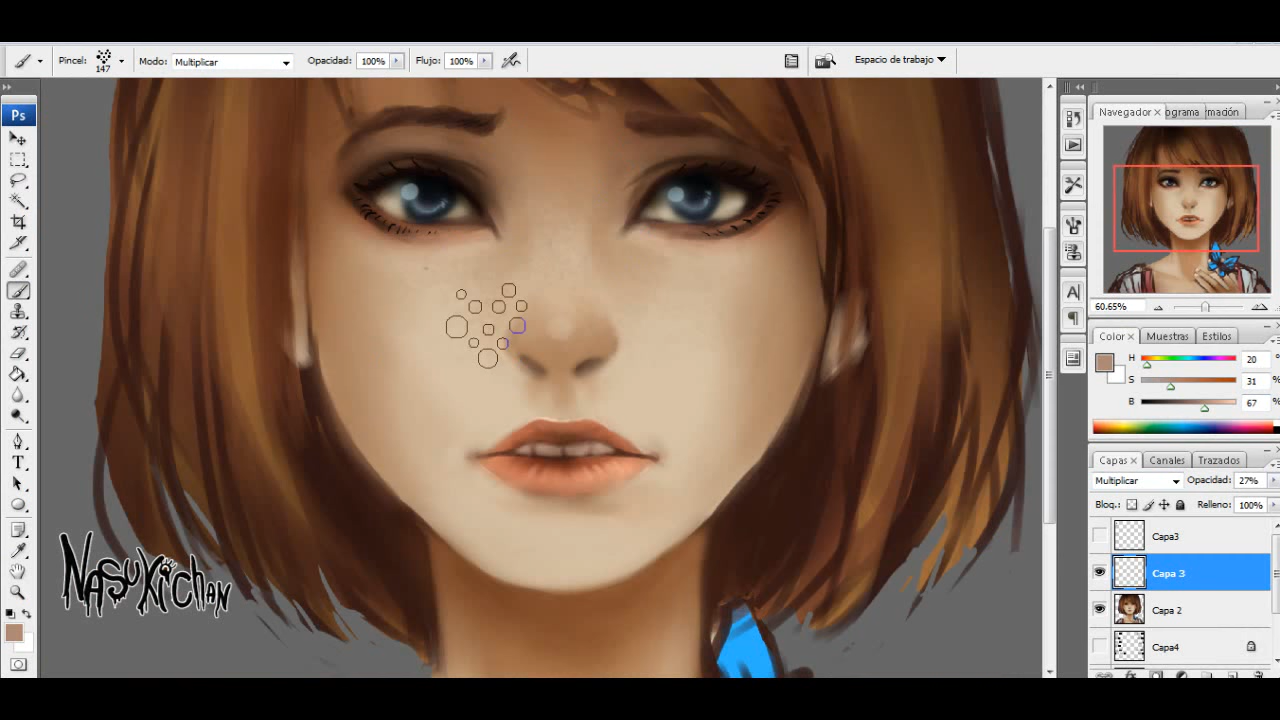 Pincel: 147 Modo: Multiplicar Opacidad: 100% Flujo: 100% Espacio de trabajo
Ps
Navegador × ograma mación
60.65%
Color × Muestras Estilos
H 20 °
S 31 %
B 67 %
Capas × Canales Trazados
Multiplicar Opacidad: 27%
Bloq.: Relleno: 100%
Capa3
Capa 3
Capa 2
Capa4
T
A
NasukiChan